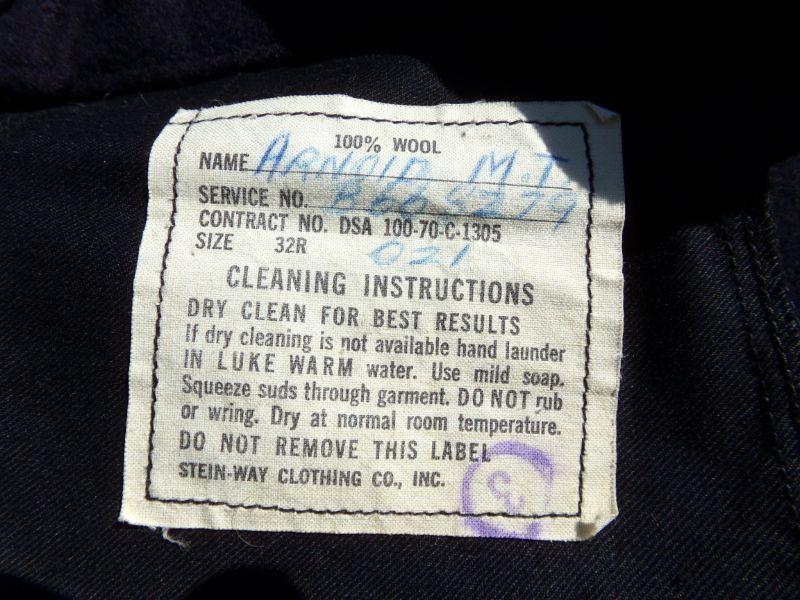 100% WOOL
NAME ARNOLD M.T
SERVICE NO. B605279
CONTRACT NO. DSA 100-70-C-1305
SIZE 32R 021
CLEANING INSTRUCTIONS
DRY CLEAN FOR BEST RESULTS
If dry cleaning is not available hand launder
IN LUKE WARM water. Use mild soap.
Squeeze suds through garment. DO NOT rub
or wring. Dry at normal room temperature.
DO NOT REMOVE THIS LABEL
STEIN-WAY CLOTHING CO., INC.